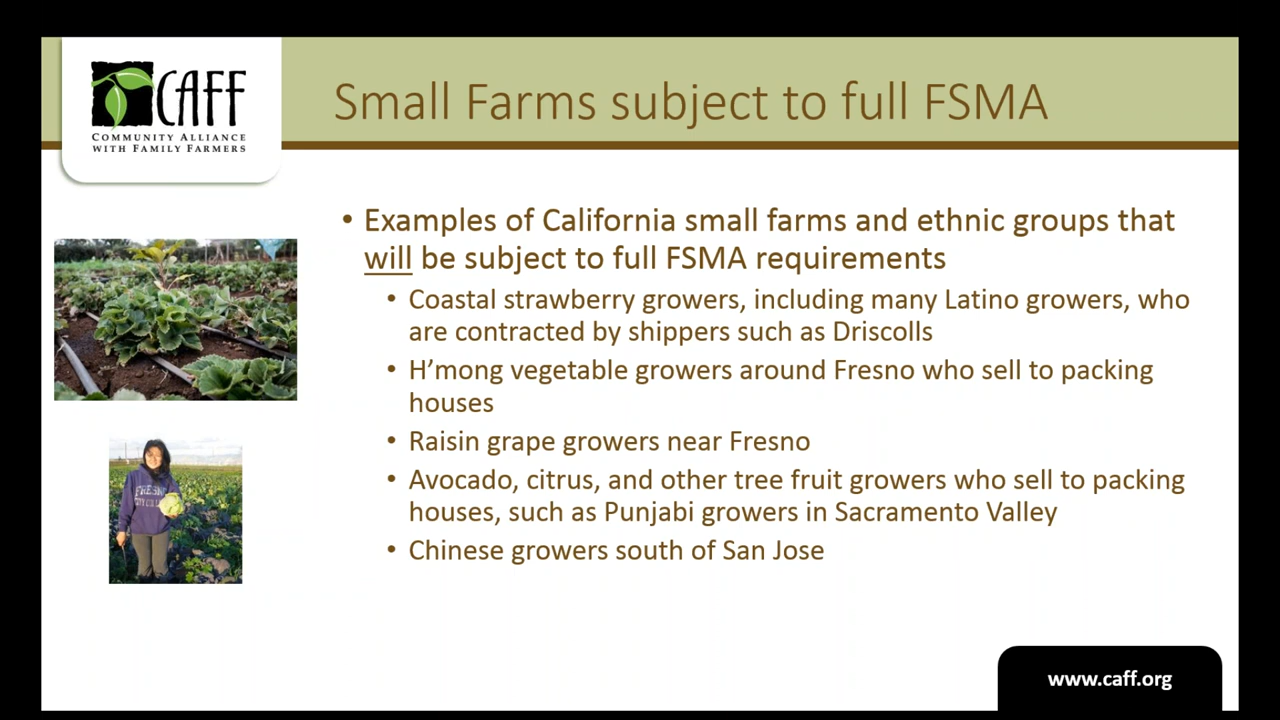 CAFF
COMMUNITY ALLIANCE
WITH FAMILY FARMERS
Small Farms subject to full FSMA
• Examples of California small farms and ethnic groups that
will be subject to full FSMA requirements
• Coastal strawberry growers, including many Latino growers, who
are contracted by shippers such as Driscolls
• H'mong vegetable growers around Fresno who sell to packing
houses
• Raisin grape growers near Fresno
• Avocado, citrus, and other tree fruit growers who sell to packing
houses, such as Punjabi growers in Sacramento Valley
• Chinese growers south of San Jose
FRESNO
www.caff.org